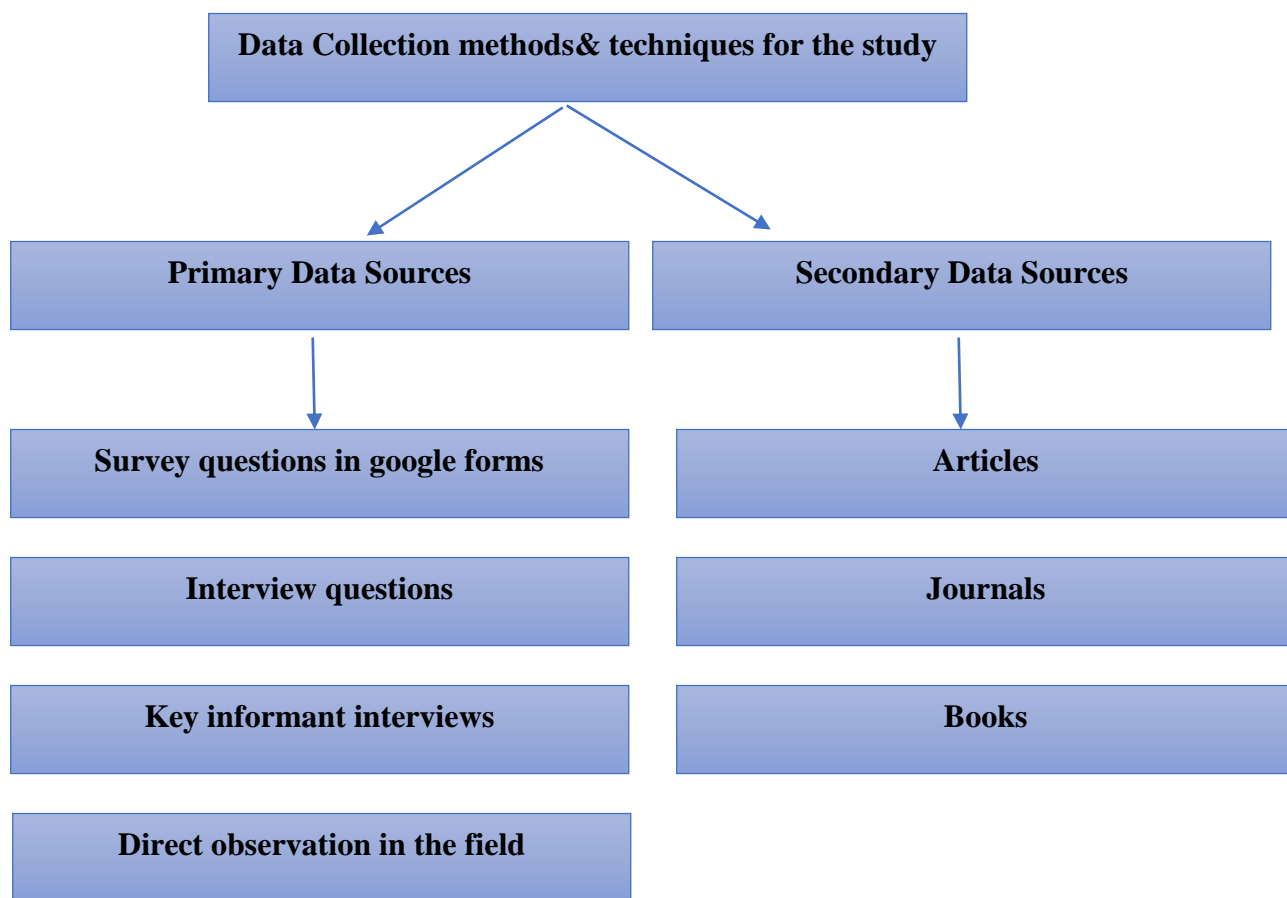 Data Collection methods& techniques for the study
Primary Data Sources
Secondary Data Sources
Survey questions in google forms
Articles
Interview questions
Journals
Key informant interviews
Books
Direct observation in the field